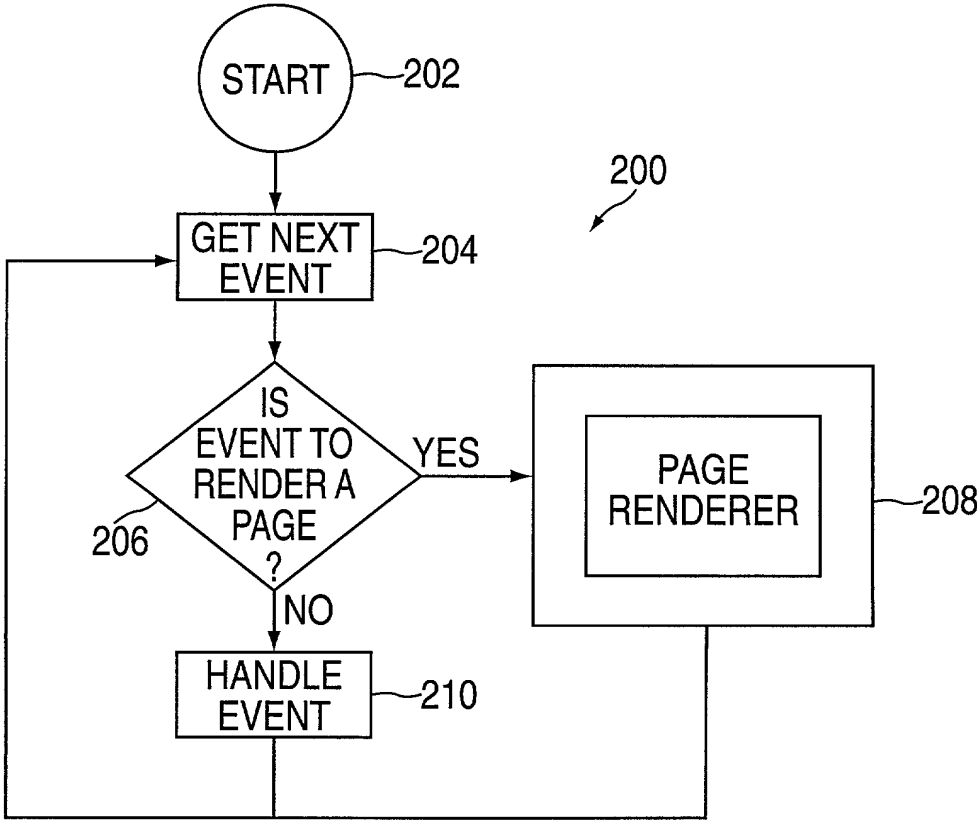 START
202
200
GET NEXT
EVENT
204
IS
EVENT TO
RENDER A
PAGE
?
206
YES
PAGE
RENDERER
208
NO
HANDLE
EVENT
210